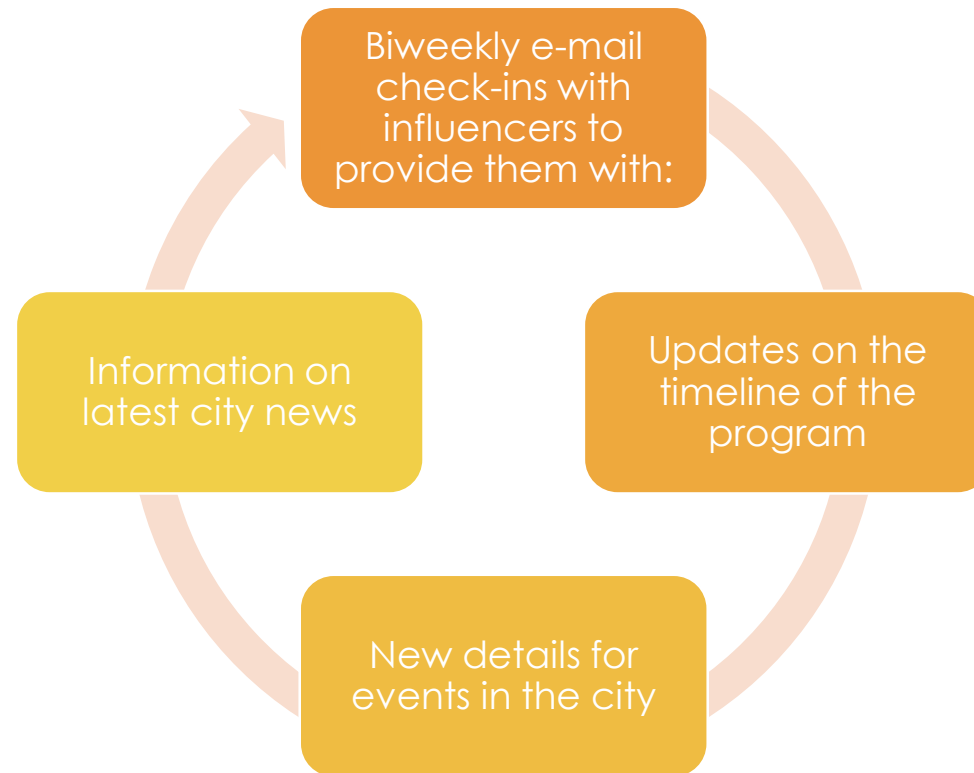 Biweekly e-mail
check-ins with
influencers to
provide them with:
Updates on the
timeline of the
program
New details for
events in the city
Information on
latest city news